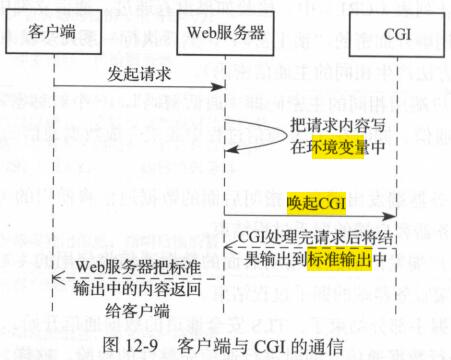 客户端
Web服务器
CGI
发起请求
把请求内容写
在环境变量中
唤起CGI
CGI处理完请求后将结
果输出到标准输出中
Web服务器把标准
输出中的内容返回
给客户端
图 12-9 客户端与 CGI 的通信